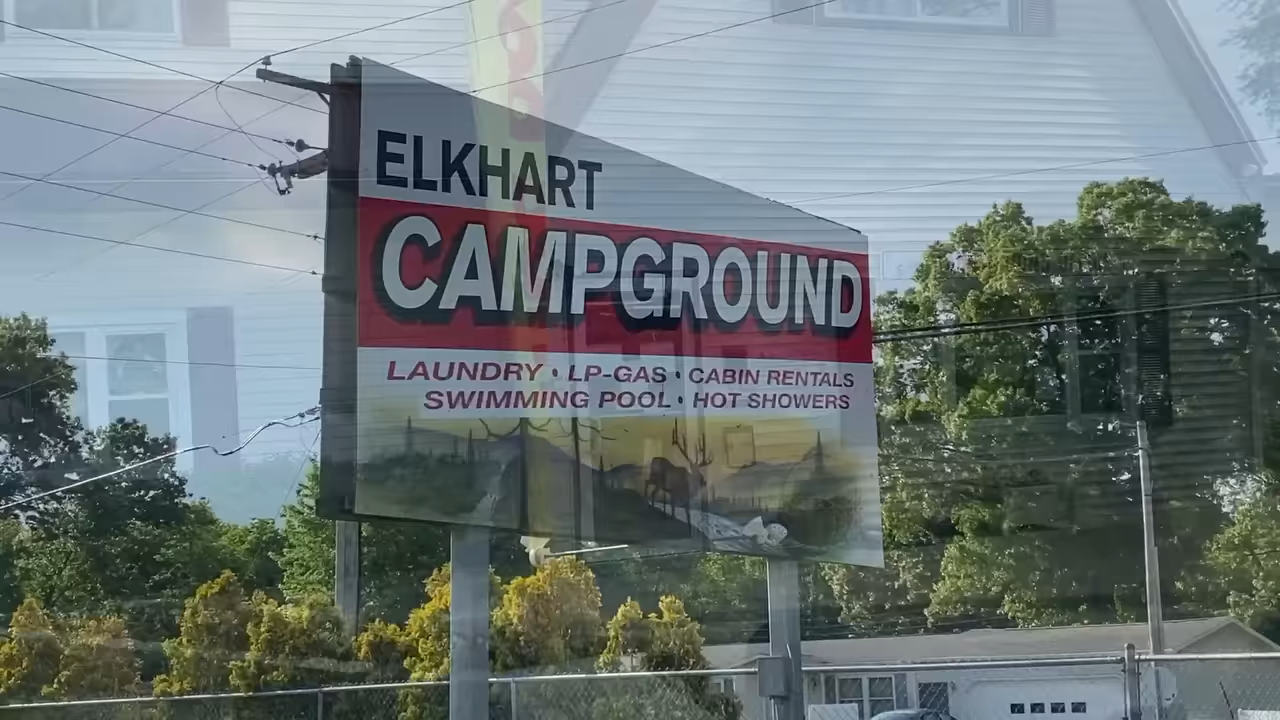 ELKHART
CAMPGROUND
LAUNDRY • LP-GAS • CABIN RENTALS
SWIMMING POOL • HOT SHOWERS